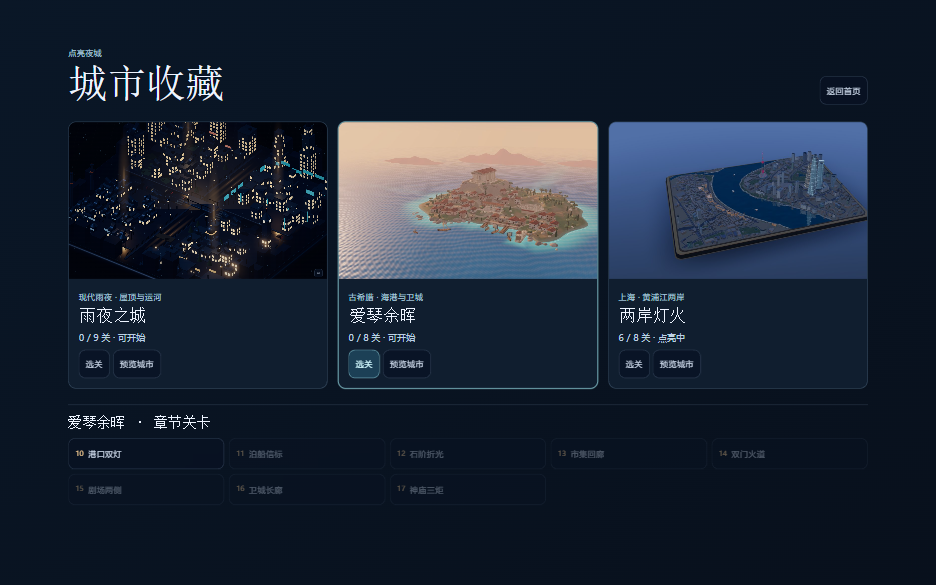 点亮夜城
城市收藏
返回首页
现代雨夜 · 屋顶与运河
雨夜之城
0 / 9 关 · 可开始
选关
预览城市
古希腊 · 海港与卫城
爱琴余晖
0 / 8 关 · 可开始
选关
预览城市
上海 · 黄浦江两岸
两岸灯火
6 / 8 关 · 点亮中
选关
预览城市
爱琴余晖 · 章节关卡
10 港口双灯
11 泊船信标
12 石阶折光
13 市集回廊
14 双门火道
15 剧场两侧
16 卫城长廊
17 神庙三炬